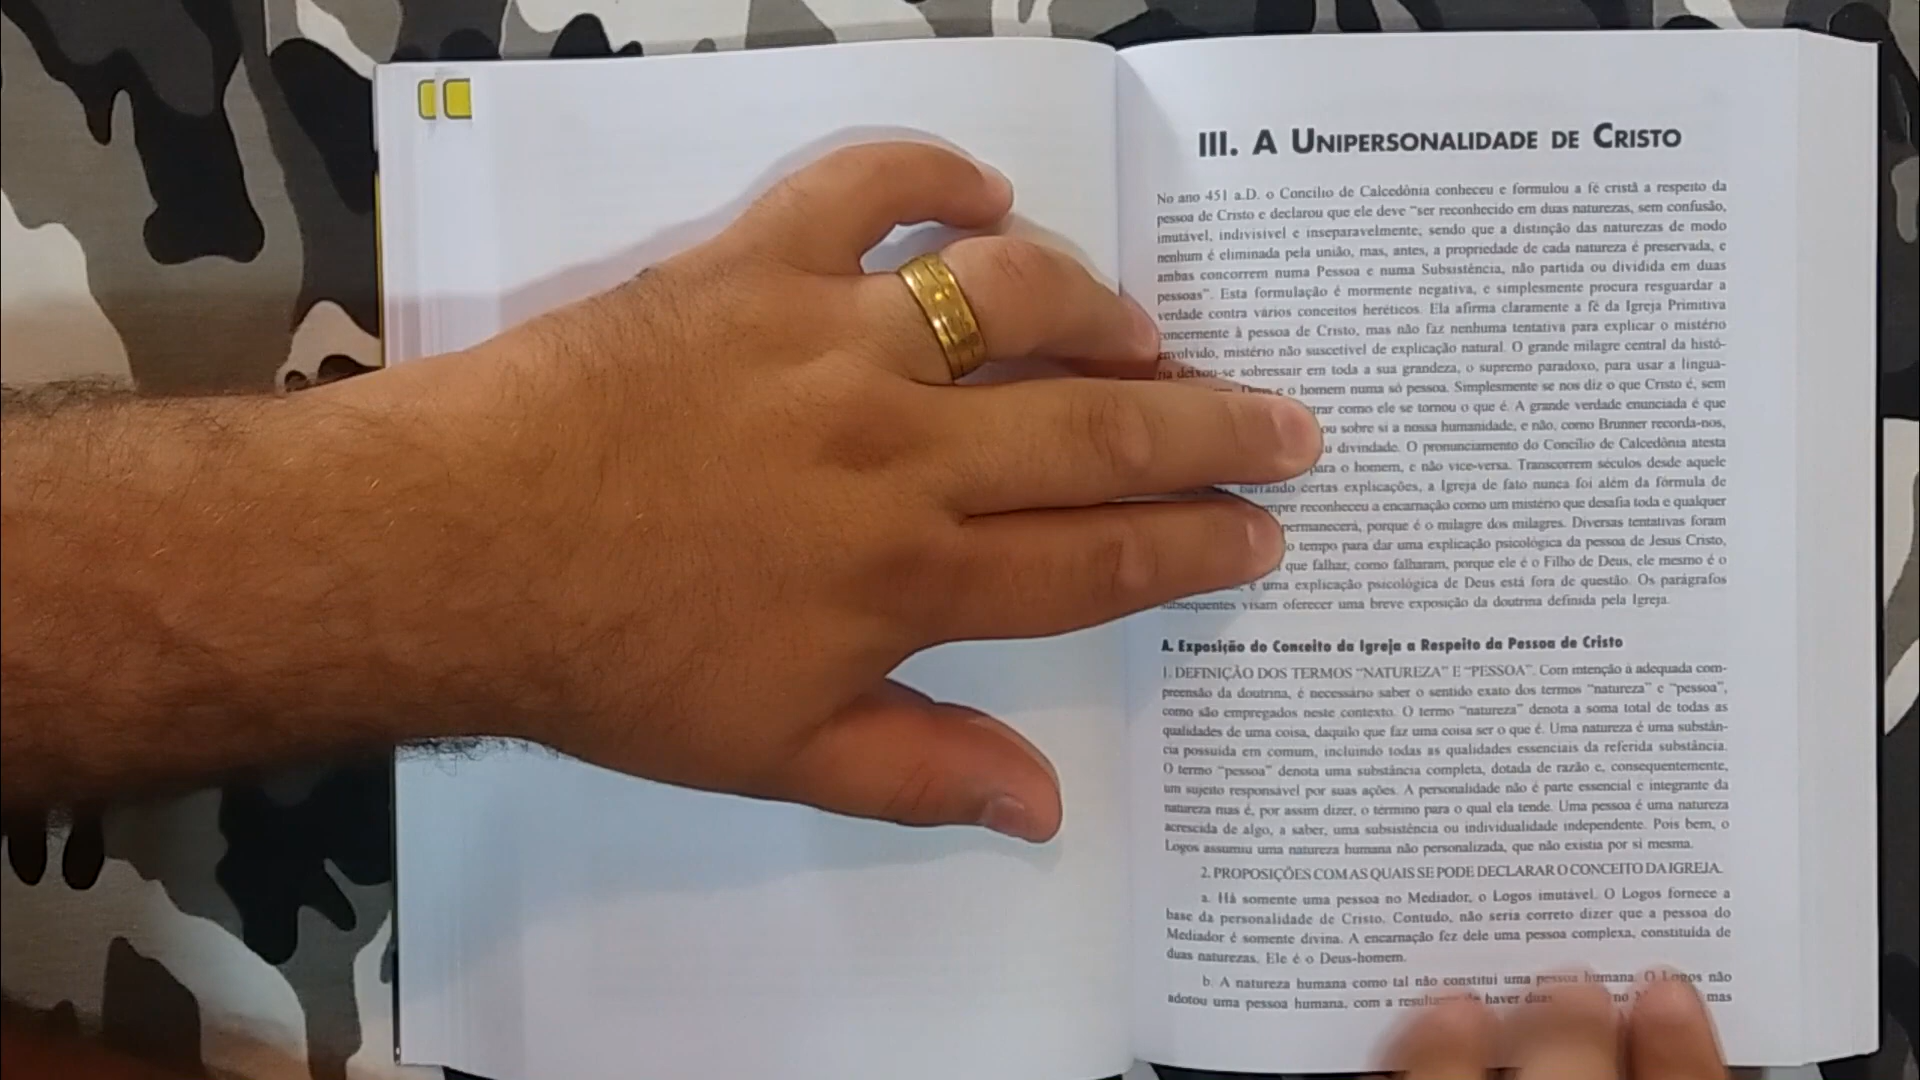 III. A UNIPERSONALIDADE DE CRISTO
No ano 451 a.D. o Concílio de Calcedônia conheceu e formulou a fé cristã a respeito da
pessoa de Cristo e declarou que ele deve “ser reconhecido em duas naturezas, sem confusão,
imutável, indivisível e inseparavelmente, sendo que a distinção das naturezas de modo
nenhum é eliminada pela união, mas, antes, a propriedade de cada natureza é preservada, e
ambas concorrem numa Pessoa e numa Subsistência, não partida ou dividida em duas
pessoas”. Esta formulação é mormente negativa, e simplesmente procura resguardar a
verdade contra vários conceitos heréticos. Ela afirma claramente a fé da Igreja Primitiva
concernente à pessoa de Cristo, mas não faz nenhuma tentativa para explicar o mistério
envolvido, mistério não suscetível de explicação natural. O grande milagre central da histó-
ria deixou-se sobressair em toda a sua grandeza, o supremo paradoxo, para usar a lingua-
Deus e o homem numa só pessoa. Simplesmente se nos diz o que Cristo é, sem
como ele se tornou o que é. A grande verdade enunciada é que
sobre si a nossa humanidade, e não, como Brunner recorda-nos,
divindade. O pronunciamento do Concílio de Calcedônia atesta
para o homem, e não vice-versa. Transcorrem séculos desde aquele
barrando certas explicações, a Igreja de fato nunca foi além da fórmula de
reconheceu a encarnação como um mistério que desafia toda e qualquer
permanecerá, porque é o milagre dos milagres. Diversas tentativas foram
tempo para dar uma explicação psicológica da pessoa de Jesus Cristo,
que falhar, como falharam, porque ele é o Filho de Deus, ele mesmo é o
e uma explicação psicológica de Deus está fora de questão. Os parágrafos
subsequentes visam oferecer uma breve exposição da doutrina definida pela Igreja.
A. Exposição do Conceito da Igreja a Respeito da Pessoa de Cristo
1. DEFINIÇÃO DOS TERMOS “NATUREZA” E “PESSOA”. Com intenção à adequada com-
preensão da doutrina, é necessário saber o sentido exato dos termos “natureza” e “pessoa”,
como são empregados neste contexto. O termo “natureza” denota a soma total de todas as
qualidades de uma coisa, daquilo que faz uma coisa ser o que é. Uma natureza é uma substân-
cia possuída em comum, incluindo todas as qualidades essenciais da referida substância.
O termo “pessoa” denota uma substância completa, dotada de razão e, consequentemente,
um sujeito responsável por suas ações. A personalidade não é parte essencial e integrante da
natureza mas é, por assim dizer, o término para o qual ela tende. Uma pessoa é uma natureza
acrescida de algo, a saber, uma subsistência ou individualidade independente. Pois bem, o
Logos assumiu uma natureza humana não personalizada, que não existia por si mesma.
2. PROPOSIÇÕES COM AS QUAIS SE PODE DECLARAR O CONCEITO DA IGREJA.
a. Há somente uma pessoa no Mediador, o Logos imutável. O Logos fornece a
base da personalidade de Cristo. Contudo, não seria correto dizer que a pessoa do
Mediador é somente divina. A encarnação fez dele uma pessoa complexa, constituída de
duas naturezas. Ele é o Deus-homem.
b. A natureza humana como tal não constitui uma pessoa humana. O Logos não
adotou uma pessoa humana, com a haver no mas